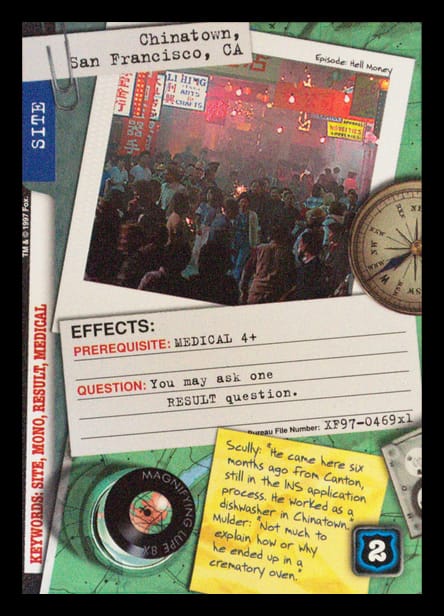 Chinatown,
San Francisco, CA
Episode: Hell Money
SITE
LI HING
ARTS
TO
CRAFTS
NOVELTIES
TM & © 1997 Fox.
KEYWORDS: SITE, MONO, RESULT, MEDICAL
EFFECTS:
PREREQUISITE: MEDICAL 4+
QUESTION: You may ask one
RESULT question.
Bureau File Number: XF97-0469x1
MAGNIFYING LUPE 8X
Scully: "He came here six
months ago from Canton,
still in the INS application
process. He worked as a
dishwasher in Chinatown."
Mulder: "Not much to
explain how or why
he ended up in a
crematory oven."
2